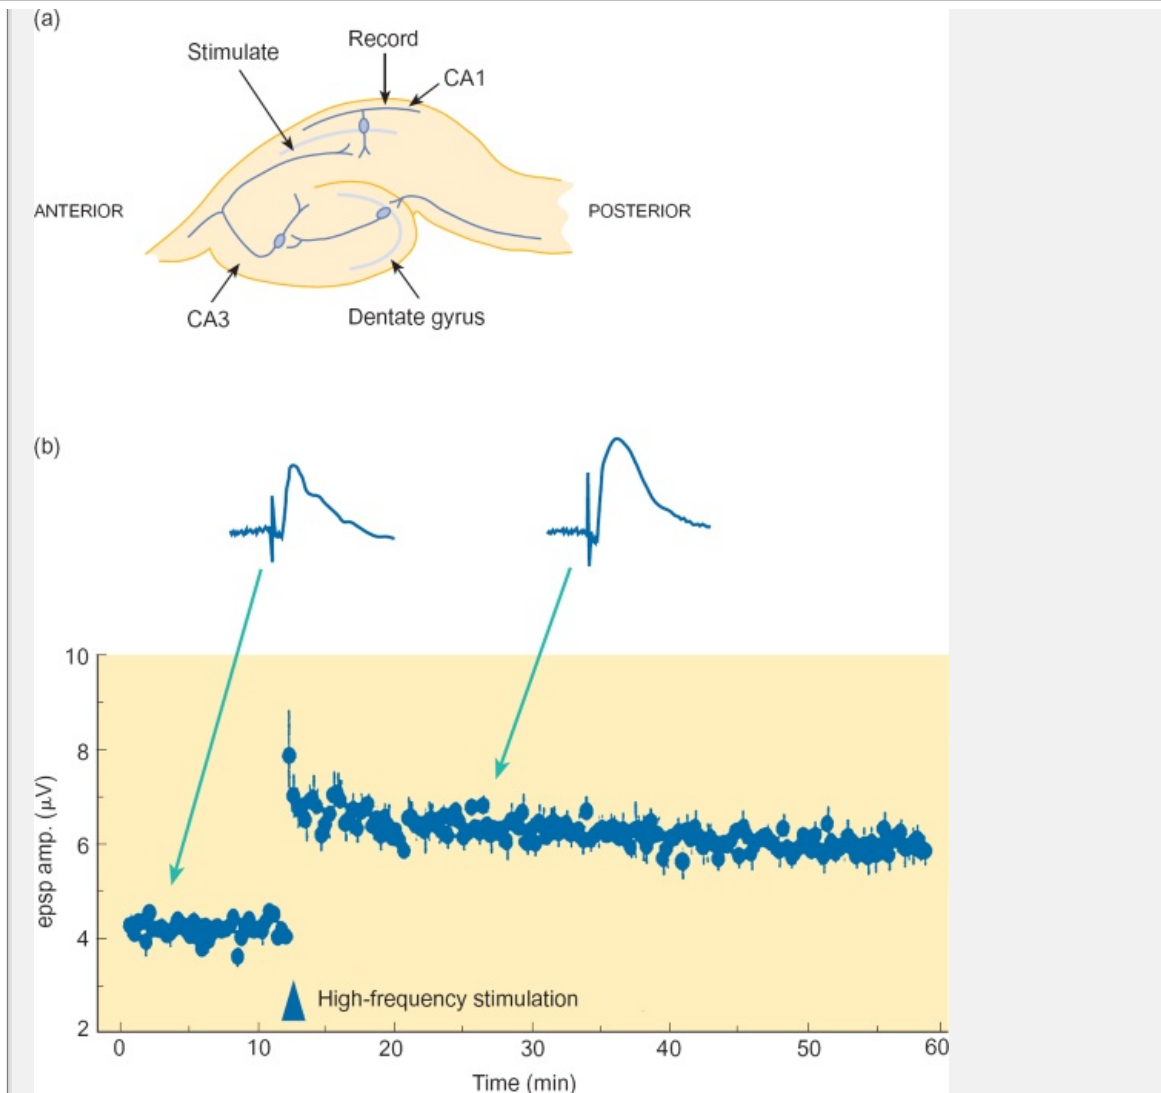 (a)
Record
Stimulate
CA1
ANTERIOR
POSTERIOR
CA3
Dentate gyrus
(b)
10
8
6
4
2
epsp amp. (μV)
High-frequency stimulation
0 10 20 30 40 50 60
Time (min)